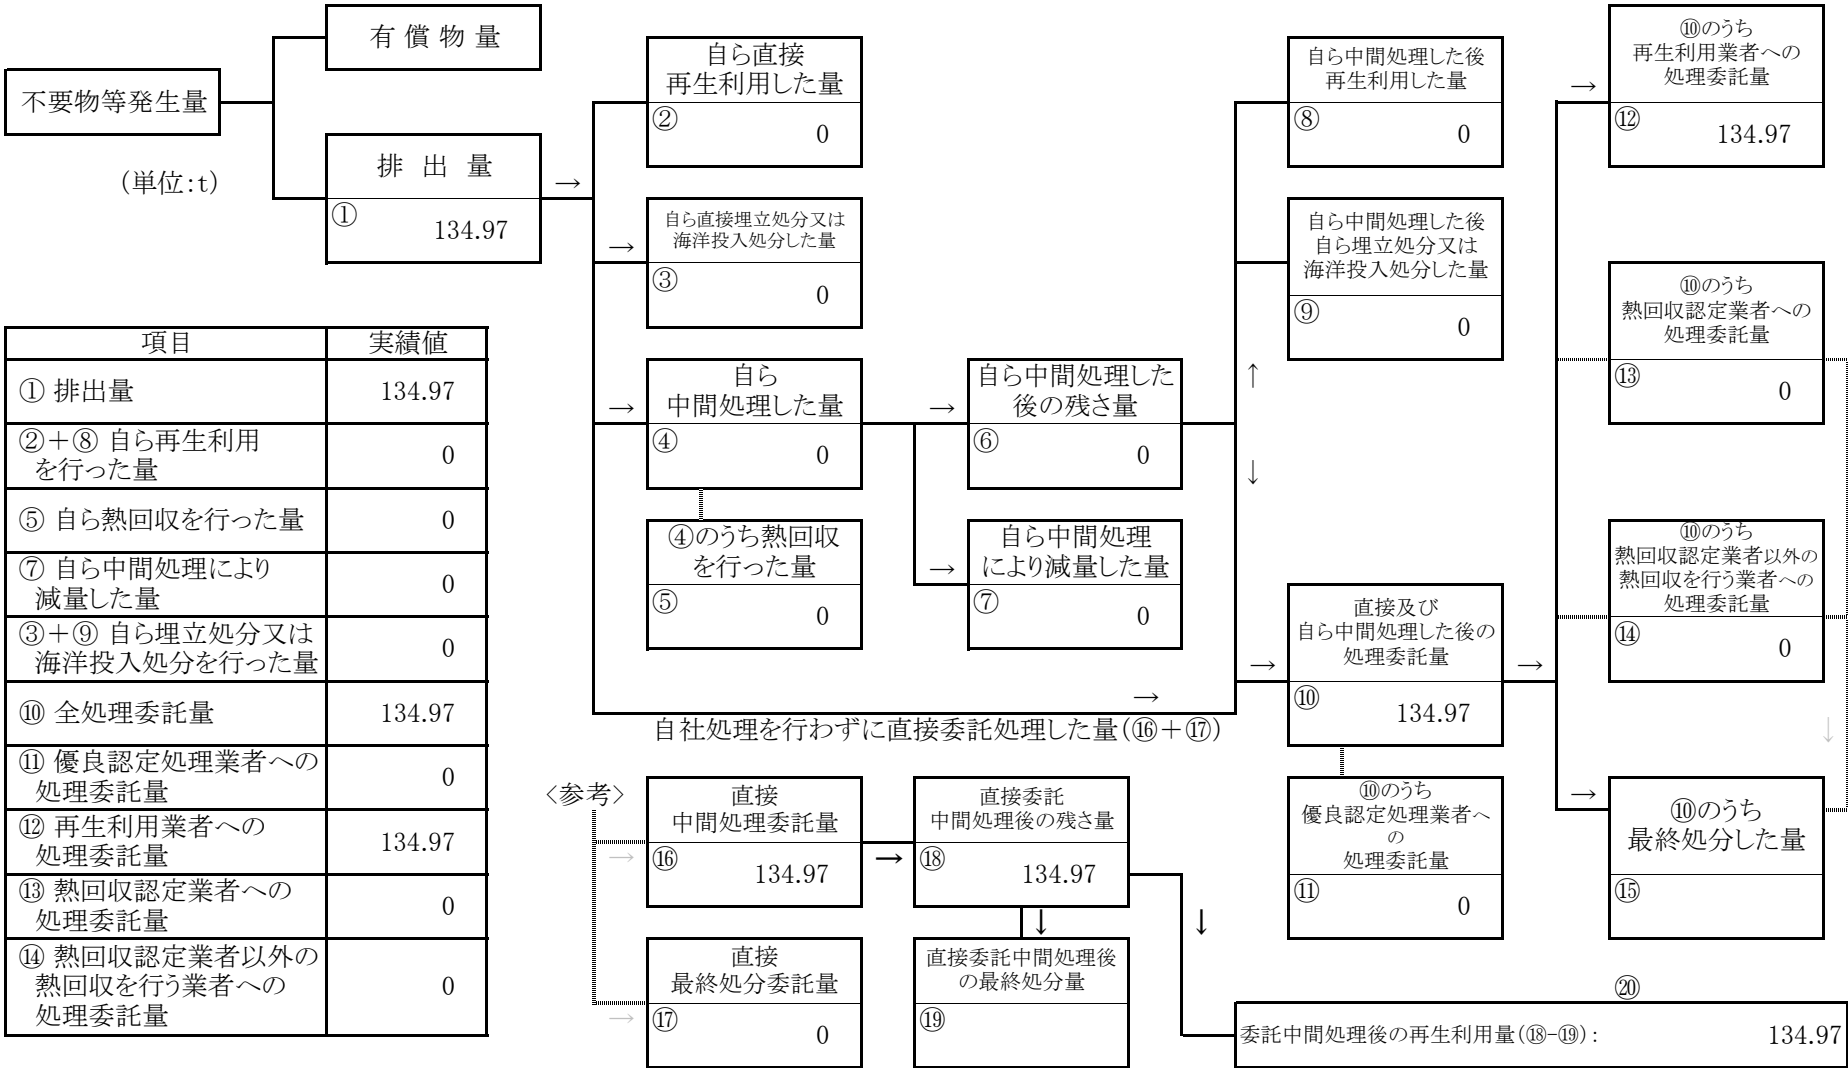 有 償 物 量
不要物等発生量
(単位:t)
排 出 量
①
134.97
→
自ら直接
再生利用した量
②
0
→
自ら直接埋立処分又は
海洋投入処分した量
③
0
→
自ら
中間処理した量
④
0
④のうち熱回収
を行った量
⑤
0
→
自ら中間処理した
後の残さ量
⑥
0
→
自ら中間処理
により減量した量
⑦
0
→
自社処理を行わずに直接委託処理した量(⑯+⑰)
↑
↓
自ら中間処理した後
再生利用した量
⑧
0
自ら中間処理した後
自ら埋立処分又は
海洋投入処分した量
⑨
0
→
直接及び
自ら中間処理した後の
処理委託量
⑩
134.97
⑩のうち
優良認定処理業者へ
の
処理委託量
⑪
0
→
→
⑩のうち
再生利用業者への
処理委託量
⑫
134.97
⑩のうち
熱回収認定業者への
処理委託量
⑬
0
⑩のうち
熱回収認定業者以外の
熱回収を行う業者への
処理委託量
⑭
0
↓
→
⑩のうち
最終処分した量
⑮
項目 実績値
① 排出量 134.97
②+⑧ 自ら再生利用
を行った量 0
⑤ 自ら熱回収を行った量 0
⑦ 自ら中間処理により
減量した量 0
③+⑨ 自ら埋立処分又は
海洋投入処分を行った量 0
⑩ 全処理委託量 134.97
⑪ 優良認定処理業者への
処理委託量 0
⑫ 再生利用業者への
処理委託量 134.97
⑬ 熱回収認定業者への
処理委託量 0
⑭ 熱回収認定業者以外の
熱回収を行う業者への 0
処理委託量
<参考>
→
直接
中間処理委託量
⑯
134.97
→
直接
最終処分委託量
⑰
0
→
直接委託
中間処理後の残さ量
⑱
134.97
↓
直接委託中間処理後
の最終処分量
⑲
↓
⑳
委託中間処理後の再生利用量(⑱-⑲): 134.97